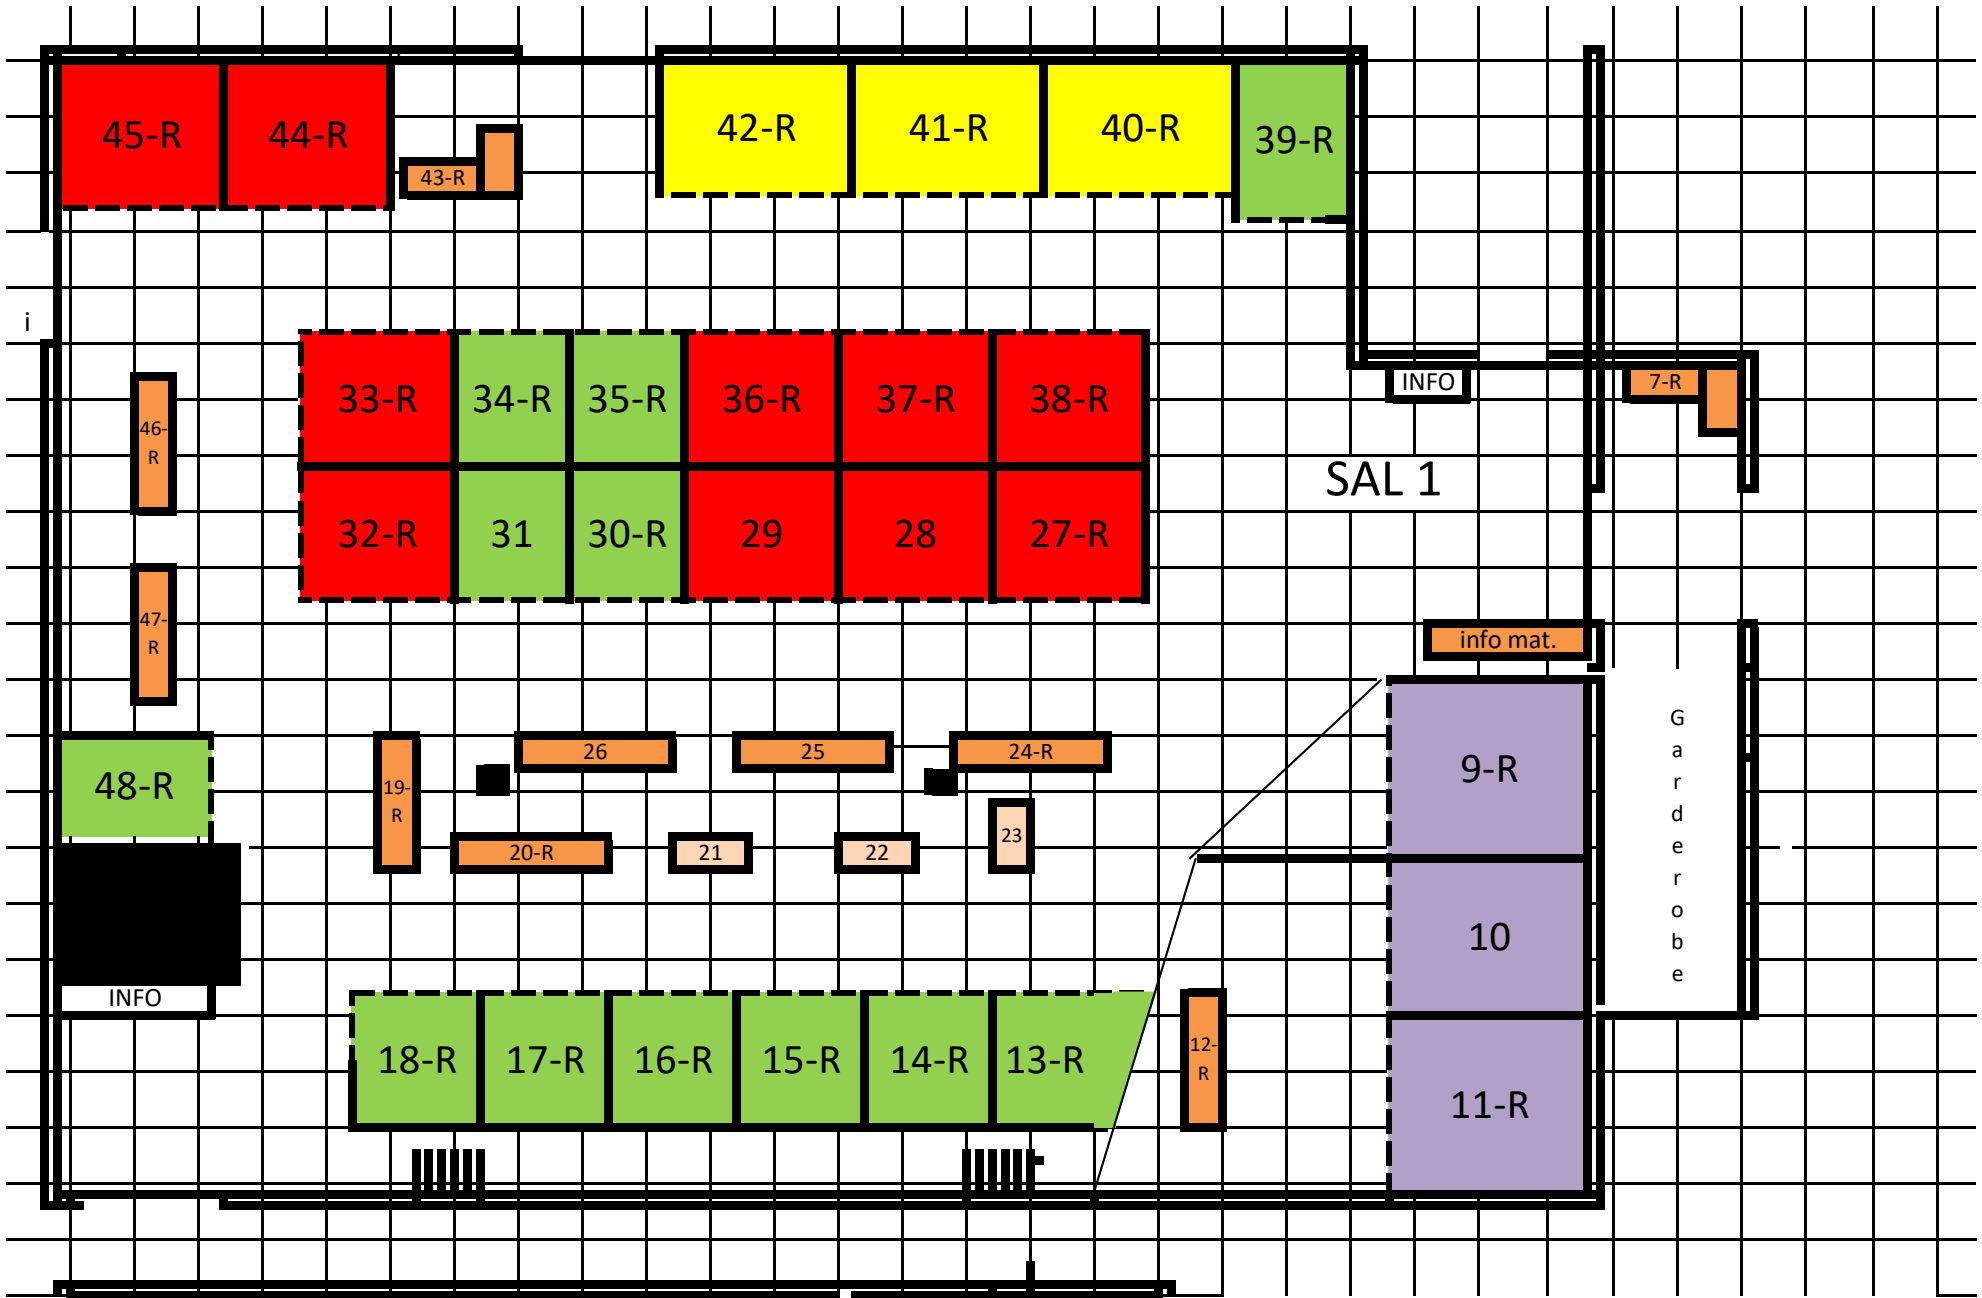 45-R
44-R
43-R
42-R
41-R
40-R
39-R
i
33-R
34-R
35-R
36-R
37-R
38-R
INFO
7-R
46-
R
SAL 1
32-R
31
30-R
29
28
27-R
47-
R
info mat.
48-R
19-
R
26
25
24-R
20-R
21
22
23
9-R
10
11-R
G
a
r
d
e
r
o
b
e
INFO
18-R
17-R
16-R
15-R
14-R
13-R
12-
R